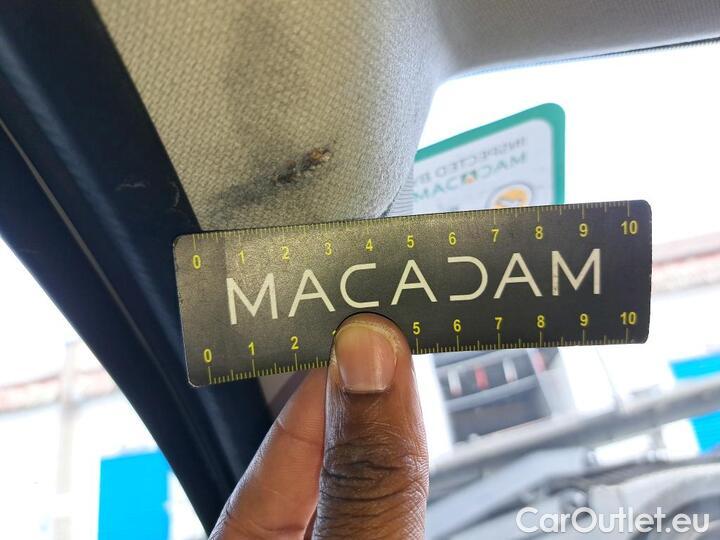 INSPECTED BY
MACADAM
0 1 2 3 4 5 6 7 8 9 10
MACADAM
0 1 2 3 5 6 7 8 9 10
CarOutlet.eu